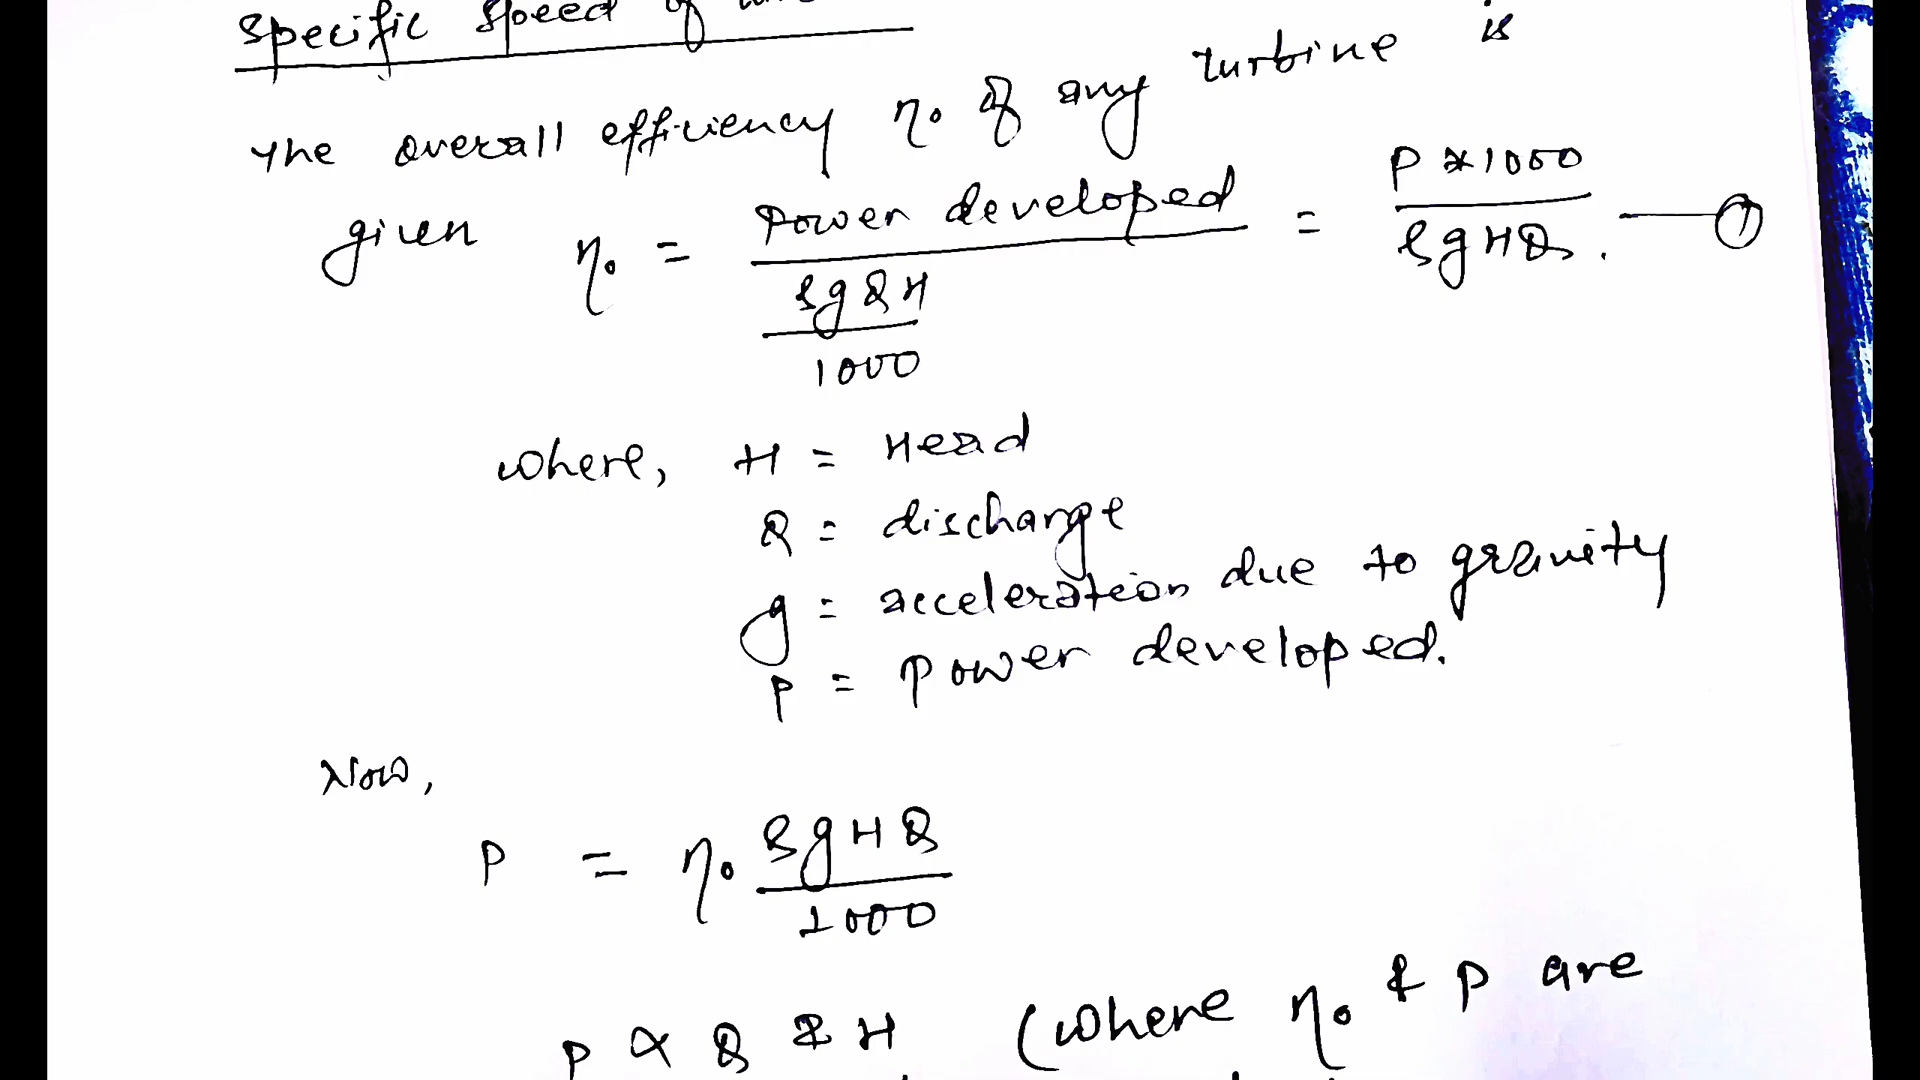 Specific speed of
The overall efficiency η₀ of any turbine is
given η₀ = Power developed / (ρgQH / 1000) = P × 1000 / ρgHQ. — ①
where, H = Head
Q = discharge
g = acceleration due to gravity
P = Power developed.
Now,
P = η₀ ρgHQ / 1000
P ∝ Q & H (where η₀ & P are